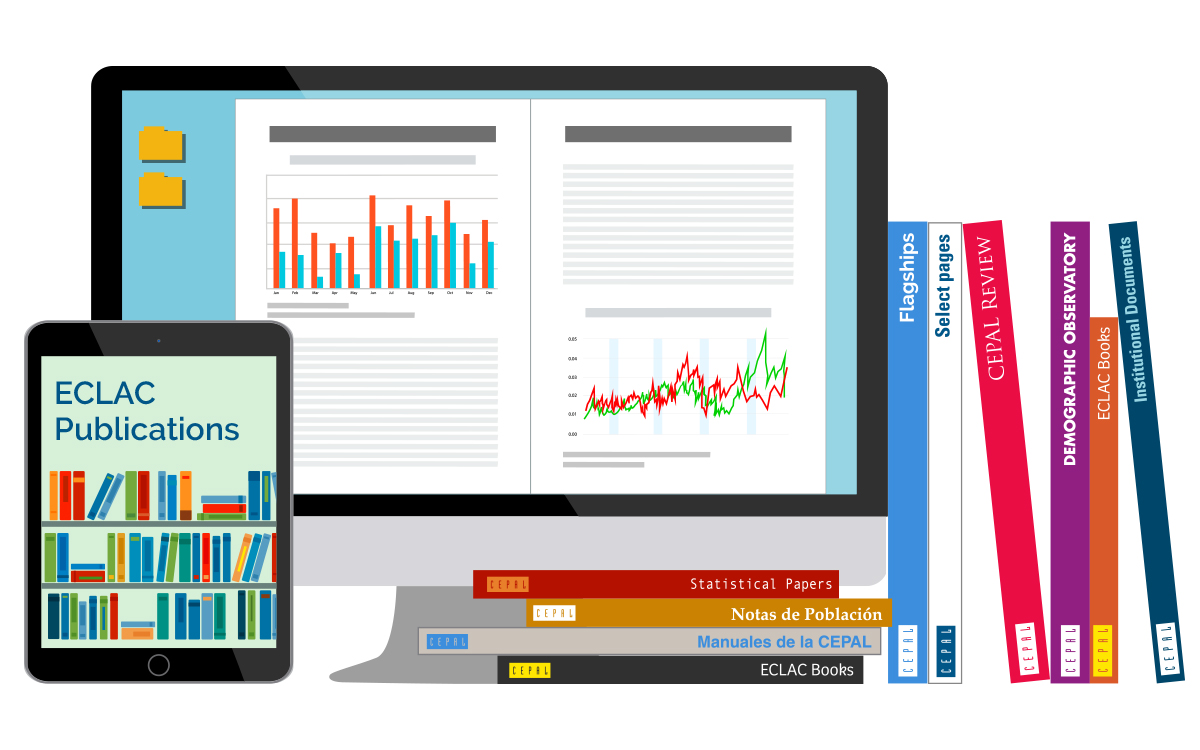 ECLAC
Publications
Jan Feb Mar Apr May Jun Jul Aug Sep Oct Nov Dec
0.05
0.04
0.03
0.02
0.01
0.00
CEPAL Statistical Papers
CEPAL Notas de Población
CEPAL Manuales de la CEPAL
CEPAL ECLAC Books
Flagships CEPAL
Select pages CEPAL
CEPAL REVIEW CEPAL
DEMOGRAPHIC OBSERVATORY CEPAL
ECLAC Books CEPAL
Institutional Documents CEPAL